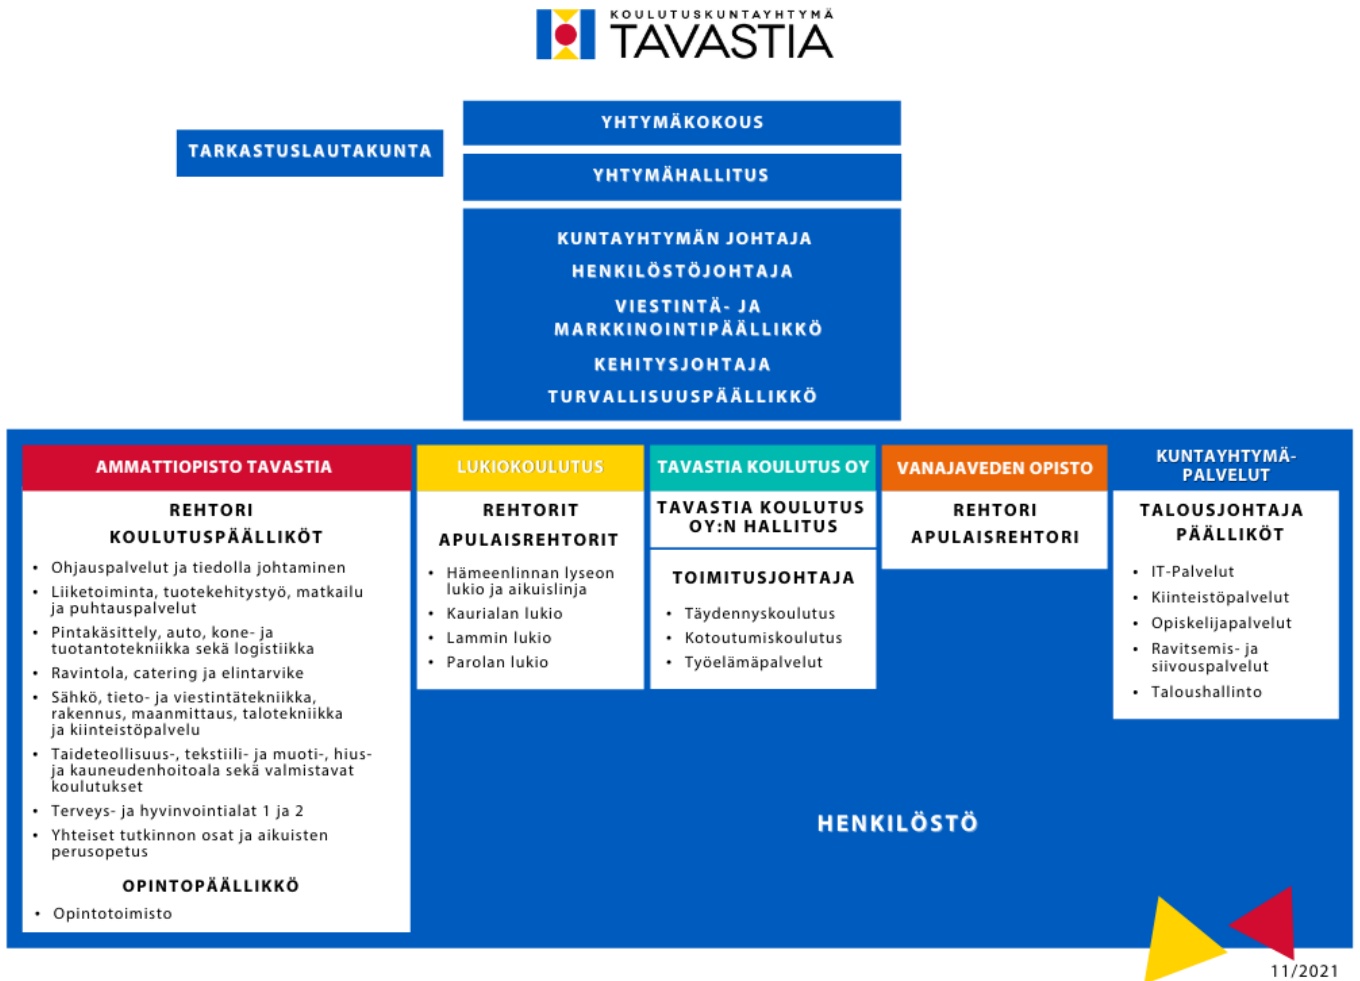 KOULUTUSKUNTAYHTYMÄ
TAVASTIA
YHTYMÄKOKOUS
TARKASTUSLAUTAKUNTA
YHTYMÄHALLITUS
KUNTAYHTYMÄN JOHTAJA
HENKILÖSTÖJOHTAJA
VIESTINTÄ- JA
MARKKINOINTIPÄÄLLIKKÖ
KEHITYSJOHTAJA
TURVALLISUUSPÄÄLLIKKÖ
AMMATTIOPISTO TAVASTIA
REHTORI
KOULUTUSPÄÄLLIKÖT
• Ohjauspalvelut ja tiedolla johtaminen
• Liiketoiminta, tuotekehitystyö, matkailu
ja puhtauspalvelut
• Pintakäsittely, auto, kone- ja
tuotantotekniikka sekä logistiikka
• Ravintola, catering ja elintarvike
• Sähkö, tieto- ja viestintätekniikka,
rakennus, maanmittaus, talotekniikka
ja kiinteistöpalvelu
• Taideteollisuus-, tekstiili- ja muoti-, hius-
ja kauneudenhoitoala sekä valmistavat
koulutukset
• Terveys- ja hyvinvointialat 1 ja 2
• Yhteiset tutkinnon osat ja aikuisten
perusopetus
OPINTOPÄÄLLIKKÖ
• Opintotoimisto
LUKIOKOULUTUS
REHTORIT
APULAISREHTORIT
• Hämeenlinnan lyseon
lukio ja aikuislinja
• Kaurialan lukio
• Lammin lukio
• Parolan lukio
TAVASTIA KOULUTUS OY
TAVASTIA KOULUTUS
OY:N HALLITUS
TOIMITUSJOHTAJA
• Täydennyskoulutus
• Kotoutumiskoulutus
• Työelämäpalvelut
VANAJAVEDEN OPISTO
REHTORI
APULAISREHTORI
KUNTAYHTYMÄ-
PALVELUT
TALOUSJOHTAJA
PÄÄLLIKÖT
• IT-Palvelut
• Kiinteistöpalvelut
• Opiskelijapalvelut
• Ravitsemis- ja
siivouspalvelut
• Taloushallinto
HENKILÖSTÖ
11/2021